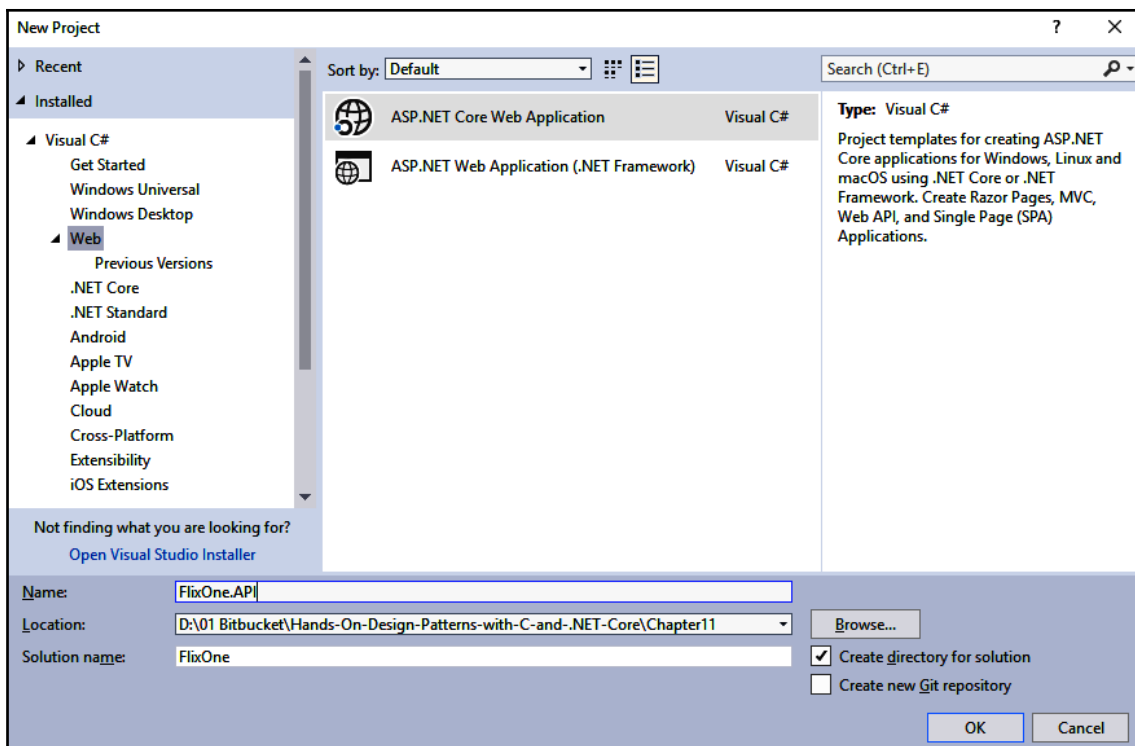 New Project
?
Recent
Installed
Visual C#
Get Started
Windows Universal
Windows Desktop
Web
Previous Versions
.NET Core
.NET Standard
Android
Apple TV
Apple Watch
Cloud
Cross-Platform
Extensibility
iOS Extensions
Not finding what you are looking for?
Open Visual Studio Installer
Sort by: Default
ASP.NET Core Web Application Visual C#
ASP.NET Web Application (.NET Framework) Visual C#
Search (Ctrl+E)
Type: Visual C#
Project templates for creating ASP.NET
Core applications for Windows, Linux and
macOS using .NET Core or .NET
Framework. Create Razor Pages, MVC,
Web API, and Single Page (SPA)
Applications.
Name: FlixOne.API
Location: D:\01 Bitbucket\Hands-On-Design-Patterns-with-C-and-.NET-Core\Chapter11 Browse...
Solution name: FlixOne
Create directory for solution
Create new Git repository
OK Cancel